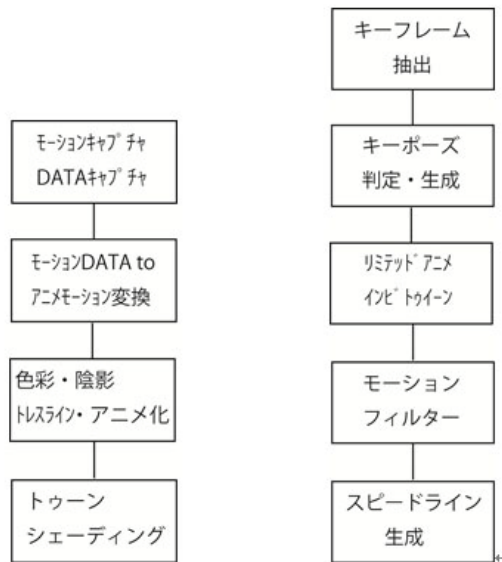 モーションキャプチャ
DATAキャプチャ
モーションDATA to
アニメモーション変換
色彩・陰影
トレスライン・アニメ化
トゥーン
シェーディング
キーフレーム
抽出
キーポーズ
判定・生成
リミテッドアニメ
インビトゥイーン
モーション
フィルター
スピードライン
生成